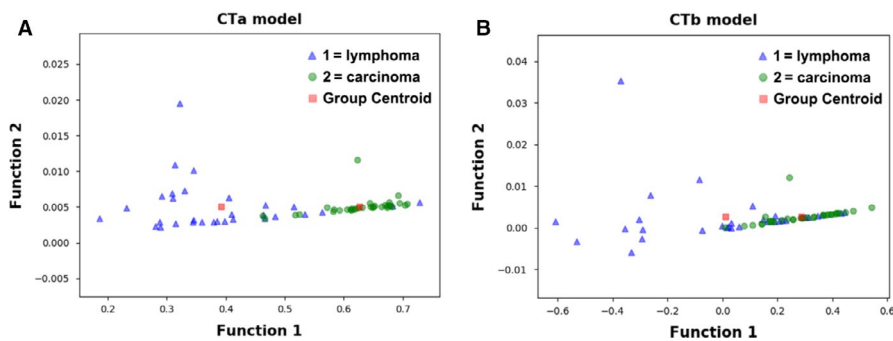 A
CTa model
1 = lymphoma
2 = carcinoma
Group Centroid
Function 2
0.025
0.020
0.015
0.010
0.005
0.000
−0.005
0.2 0.3 0.4 0.5 0.6 0.7
Function 1
B
CTb model
1 = lymphoma
2 = carcinoma
Group Centroid
Function 2
0.04
0.03
0.02
0.01
0.00
−0.01
−0.6 −0.4 −0.2 0.0 0.2 0.4 0.6
Function 1